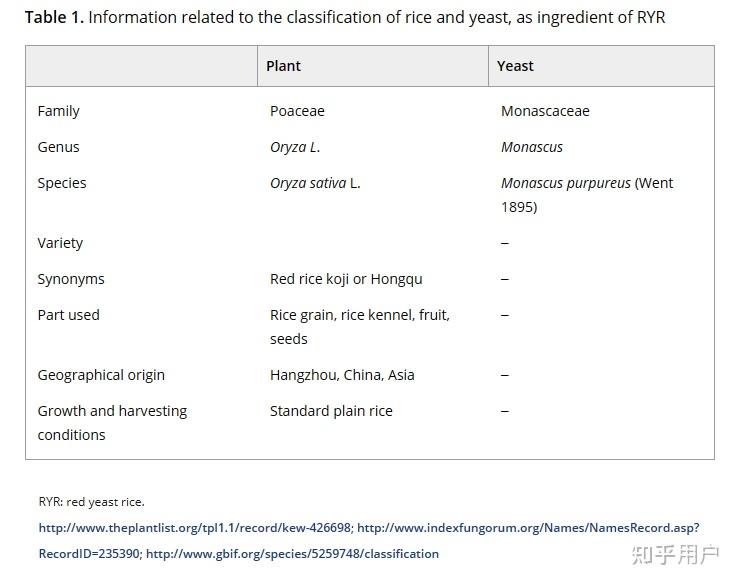 Table 1. Information related to the classification of rice and yeast, as ingredient of RYR
Plant Yeast
Family Poaceae Monascaceae
Genus Oryza L. Monascus
Species Oryza sativa L. Monascus purpureus (Went
1895)
Variety –
Synonyms Red rice koji or Hongqu –
Part used Rice grain, rice kennel, fruit, –
seeds
Geographical origin Hangzhou, China, Asia –
Growth and harvesting Standard plain rice –
conditions
RYR: red yeast rice.
http://www.theplantlist.org/tpl1.1/record/kew-426698; http://www.indexfungorum.org/Names/NamesRecord.asp?
RecordID=235390; http://www.gbif.org/species/5259748/classification
知乎用户